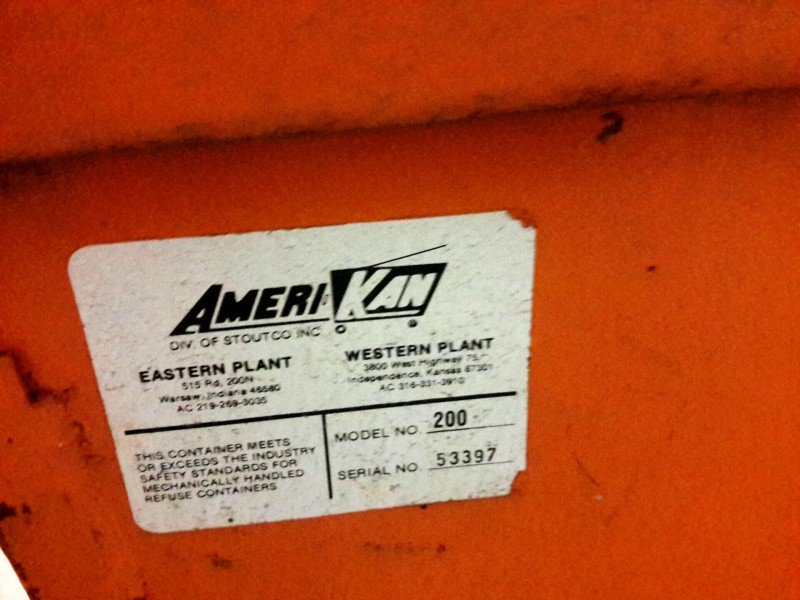 AMERI-KAN
DIV. OF STOUTCO INC
EASTERN PLANT
515 Rd. 200N
Warsaw, Indiana 46580
AC 219-269-3035
WESTERN PLANT
3800 West Highway 75
Independence, Kansas 67301
AC 316-331-3910
THIS CONTAINER MEETS
OR EXCEEDS THE INDUSTRY
SAFETY STANDARDS FOR
MECHANICALLY HANDLED
REFUSE CONTAINERS
MODEL NO. 200
SERIAL NO. 53397